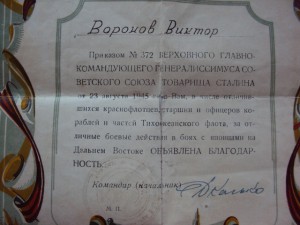 Воронов Виктор
Приказом № 372 ВЕРХОВНОГО ГЛАВНО-
КОМАНДУЮЩЕГО ГЕНЕРАЛИССИМУСА СО-
ВЕТСКОГО СОЮЗА ТОВАРИЩА СТАЛИНА
от 23 августа 1945 года Вам, в числе отличив-
шихся краснофлотцев, старшин и офицеров ко-
раблей и частей Тихоокеанского флота, за от-
личные боевые действия в боях с японцами на
Дальнем Востоке ОБЪЯВЛЕНА БЛАГОДАР-
НОСТЬ.
Командир (начальник)
М. П.